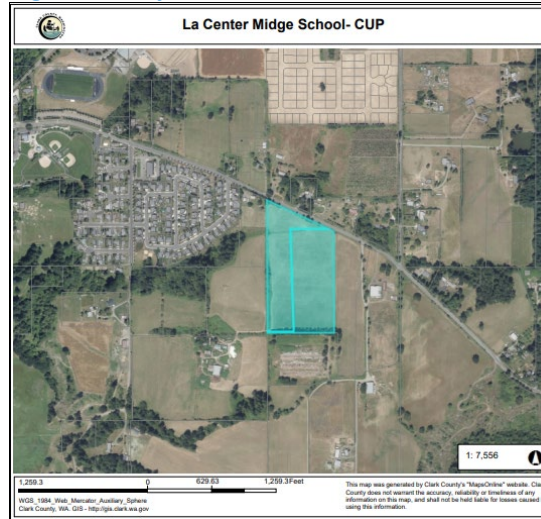 La Center Midge School- CUP
1: 7,556
1,259.3 0 629.63 1,259.3 Feet
WGS_1984_Web_Mercator_Auxiliary_Sphere
Clark County, WA. GIS - http://gis.clark.wa.gov
This map was generated by Clark County's "MapsOnline" website. Cla
County does not warrant the accuracy, reliability or timeliness of any
information on this map, and shall not be held liable for losses caused
using this information.